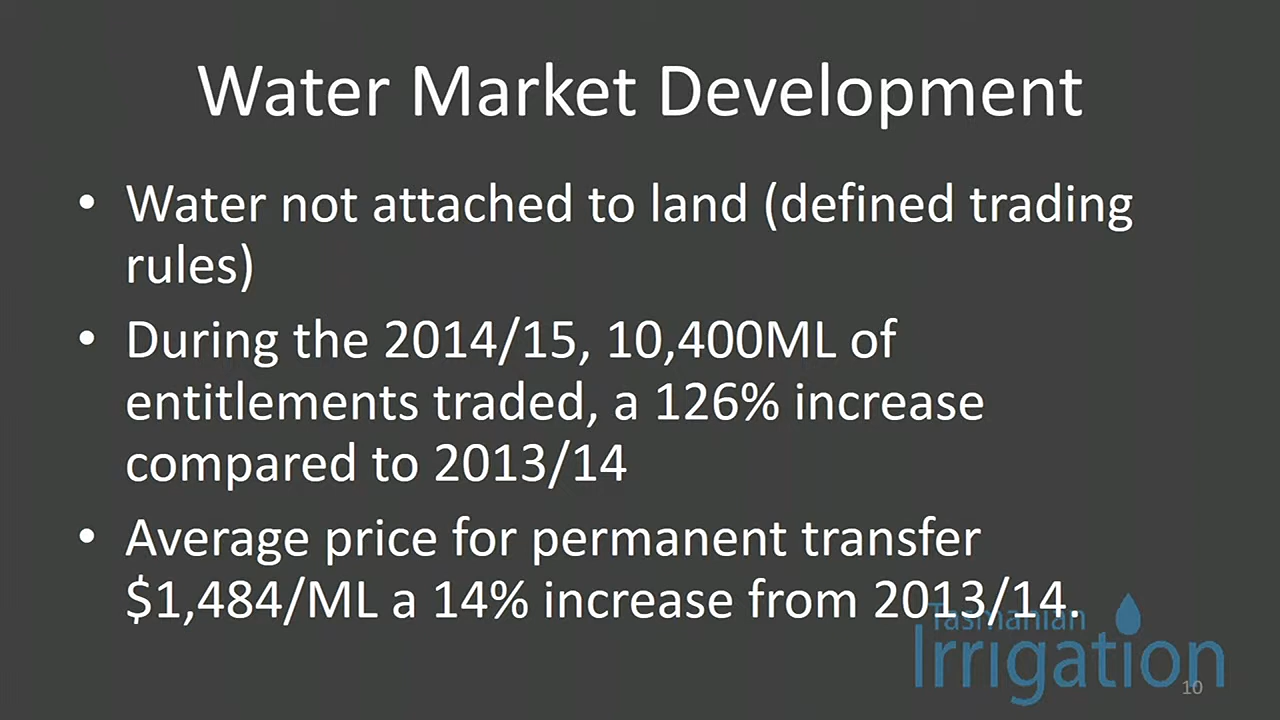 Water Market Development
• Water not attached to land (defined trading
rules)
• During the 2014/15, 10,400ML of
entitlements traded, a 126% increase
compared to 2013/14
• Average price for permanent transfer
$1,484/ML a 14% increase from 2013/14.
Tasmanian
Irrigation
10